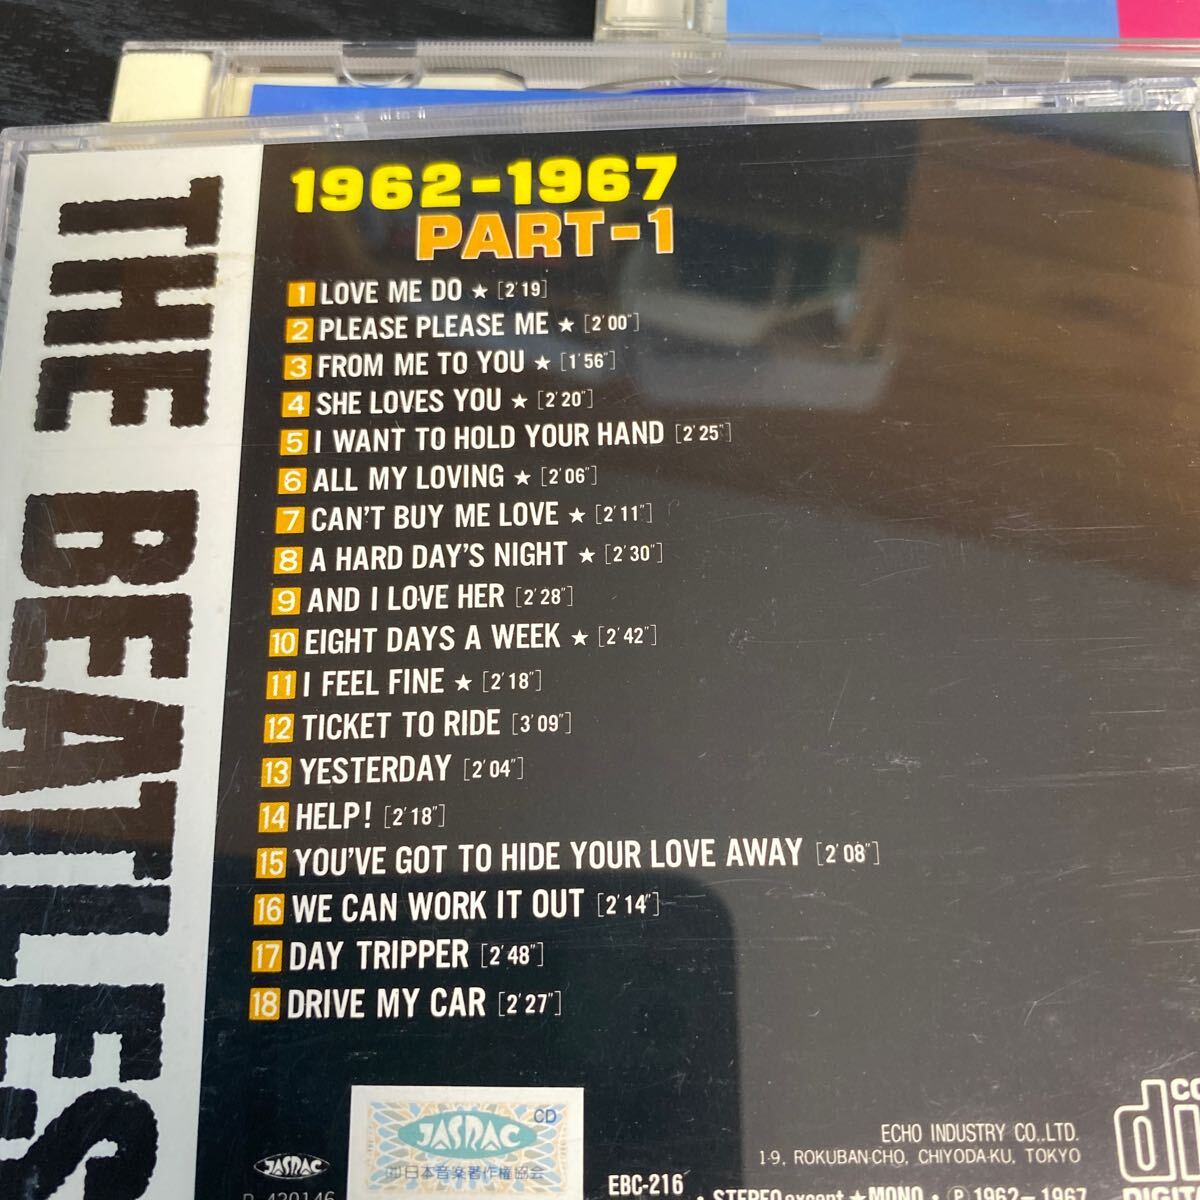 THE BEATLES
1962-1967
PART-1
1 LOVE ME DO ★ [2'19]
2 PLEASE PLEASE ME ★ [2'00"]
3 FROM ME TO YOU ★ [1'56"]
4 SHE LOVES YOU ★ [2'20"]
5 I WANT TO HOLD YOUR HAND [2'25"]
6 ALL MY LOVING ★ [2'06"]
7 CAN'T BUY ME LOVE ★ [2'11"]
8 A HARD DAY'S NIGHT ★ [2'30"]
9 AND I LOVE HER [2'28"]
10 EIGHT DAYS A WEEK ★ [2'42"]
11 I FEEL FINE ★ [2'18"]
12 TICKET TO RIDE [3'09"]
13 YESTERDAY [2'04"]
14 HELP! [2'18"]
15 YOU'VE GOT TO HIDE YOUR LOVE AWAY [2'08"]
16 WE CAN WORK IT OUT [2'14"]
17 DAY TRIPPER [2'48"]
18 DRIVE MY CAR [2'27"]
JASRAC
CD
JASRAC
日本音楽著作権協会
ECHO INDUSTRY CO.,LTD.
1-9, ROKUBAN-CHO, CHIYODA-KU, TOKYO
EBC-216
• STEREO except ★MONO • Ⓟ 1962-1967